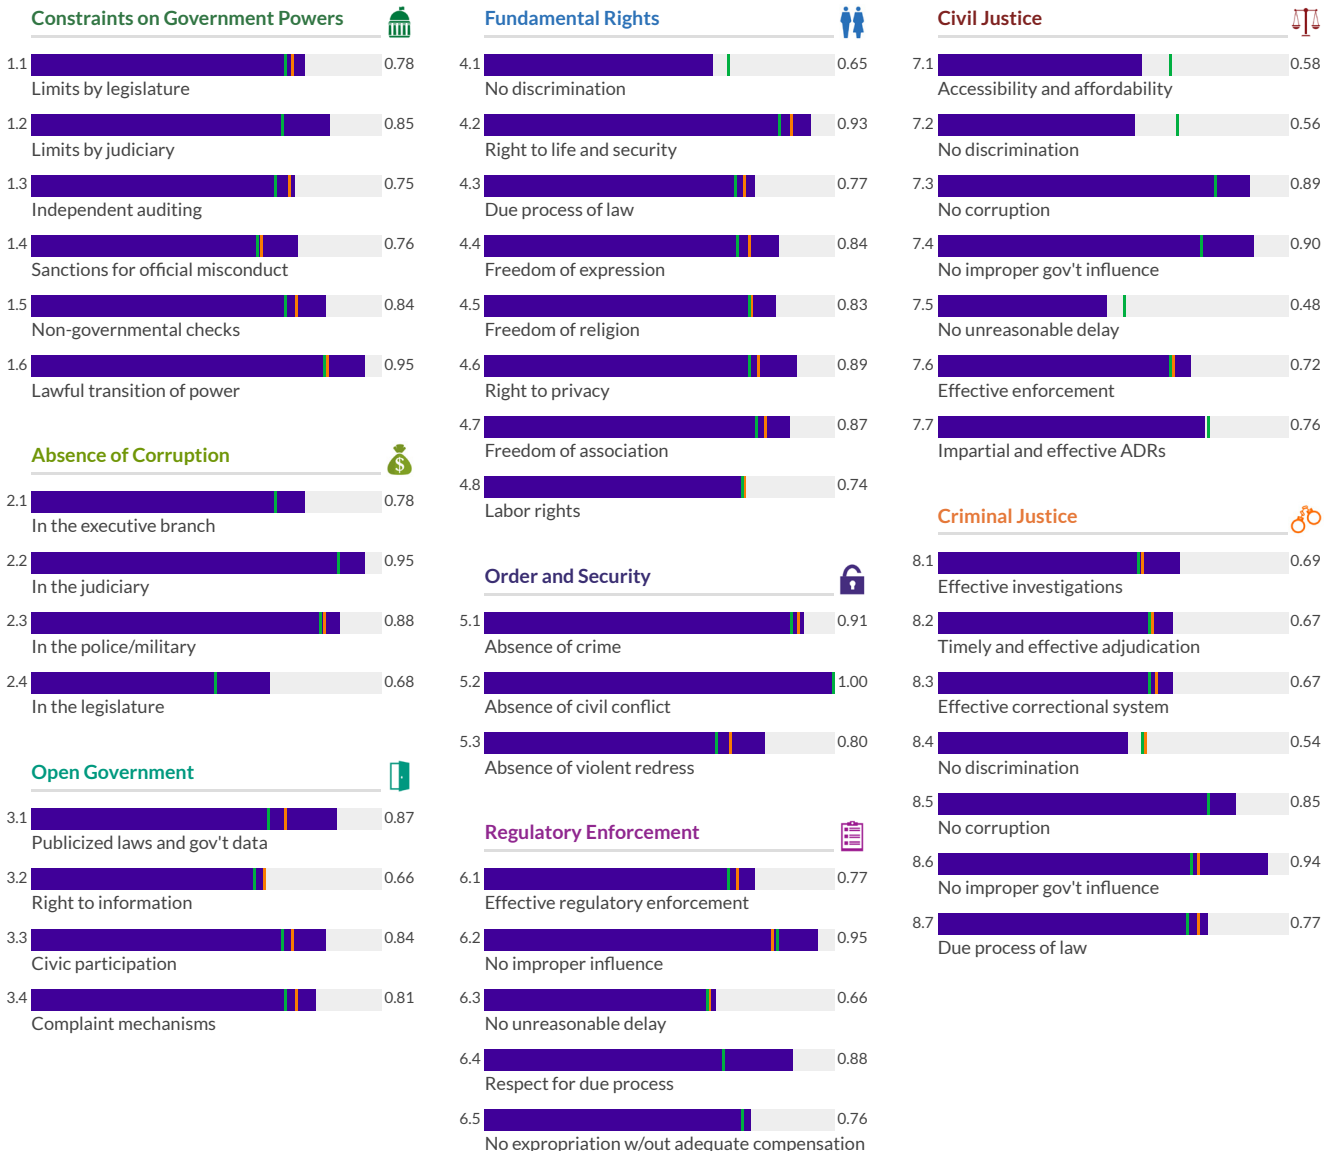 Constraints on Government Powers
1.1 0.78
Limits by legislature
1.2 0.85
Limits by judiciary
1.3 0.75
Independent auditing
1.4 0.76
Sanctions for official misconduct
1.5 0.84
Non-governmental checks
1.6 0.95
Lawful transition of power
Absence of Corruption
$
2.1 0.78
In the executive branch
2.2 0.95
In the judiciary
2.3 0.88
In the police/military
2.4 0.68
In the legislature
Open Government
3.1 0.87
Publicized laws and gov't data
3.2 0.66
Right to information
3.3 0.84
Civic participation
3.4 0.81
Complaint mechanisms
Fundamental Rights
4.1 0.65
No discrimination
4.2 0.93
Right to life and security
4.3 0.77
Due process of law
4.4 0.84
Freedom of expression
4.5 0.83
Freedom of religion
4.6 0.89
Right to privacy
4.7 0.87
Freedom of association
4.8 0.74
Labor rights
Order and Security
5.1 0.91
Absence of crime
5.2 1.00
Absence of civil conflict
5.3 0.80
Absence of violent redress
Regulatory Enforcement
6.1 0.77
Effective regulatory enforcement
6.2 0.95
No improper influence
6.3 0.66
No unreasonable delay
6.4 0.88
Respect for due process
6.5 0.76
No expropriation w/out adequate compensation
Civil Justice
7.1 0.58
Accessibility and affordability
7.2 0.56
No discrimination
7.3 0.89
No corruption
7.4 0.90
No improper gov't influence
7.5 0.48
No unreasonable delay
7.6 0.72
Effective enforcement
7.7 0.76
Impartial and effective ADRs
Criminal Justice
8.1 0.69
Effective investigations
8.2 0.67
Timely and effective adjudication
8.3 0.67
Effective correctional system
8.4 0.54
No discrimination
8.5 0.85
No corruption
8.6 0.94
No improper gov't influence
8.7 0.77
Due process of law